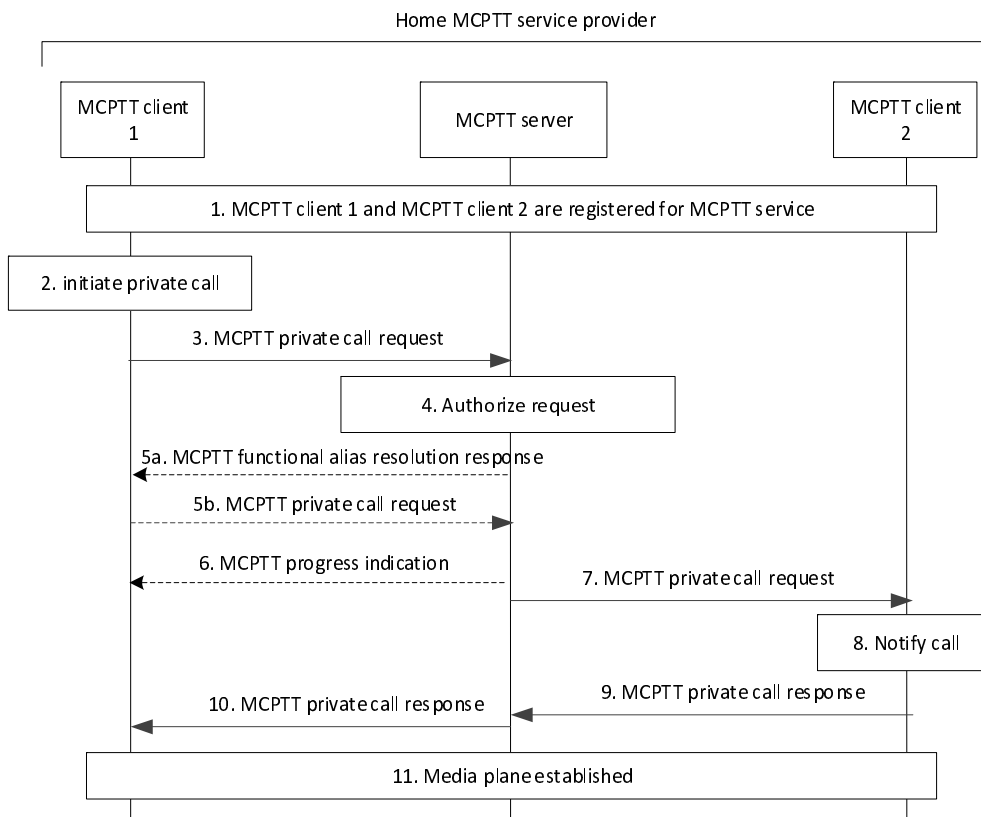 Home MCPTT service provider
MCPTT client
1
MCPTT server
MCPTT client
2
1. MCPTT client 1 and MCPTT client 2 are registered for MCPTT service
2. initiate private call
3. MCPTT private call request
4. Authorize request
5a. MCPTT functional alias resolution response
5b. MCPTT private call request
6. MCPTT progress indication
7. MCPTT private call request
8. Notify call
9. MCPTT private call response
10. MCPTT private call response
11. Media plane established